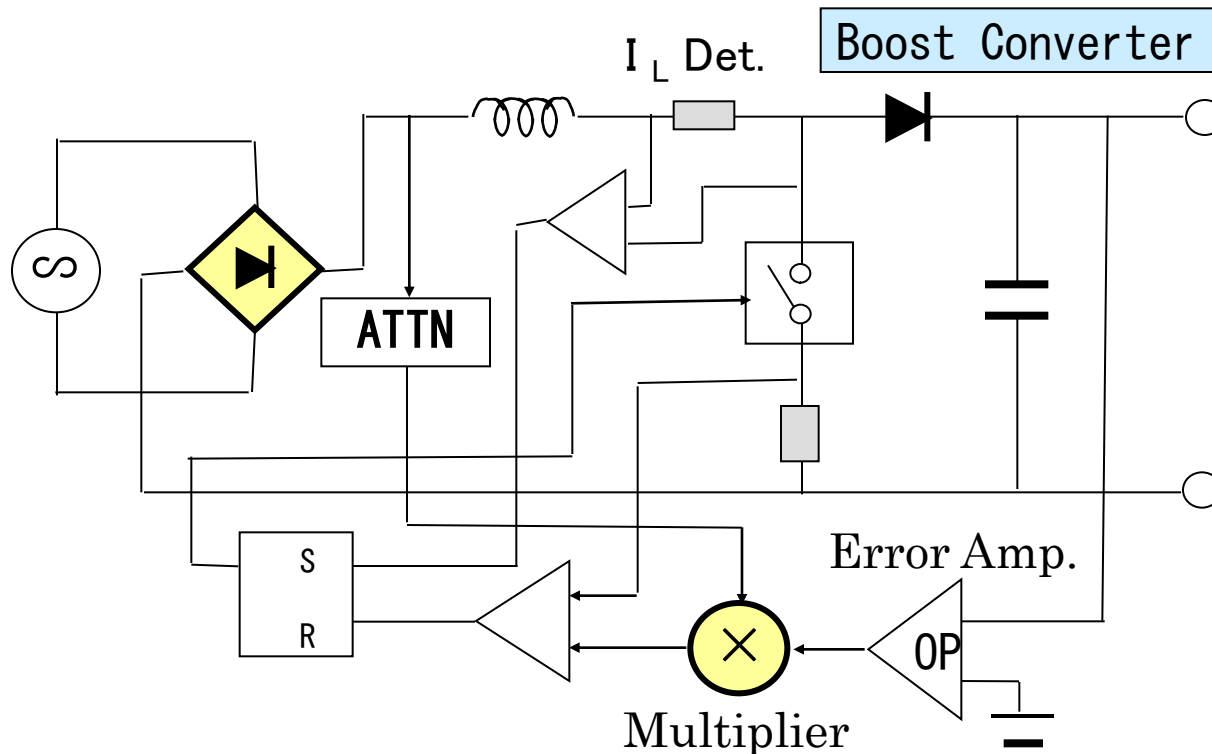 Boost Converter
I L Det.
ATTN
S
R
Error Amp.
OP
×
Multiplier